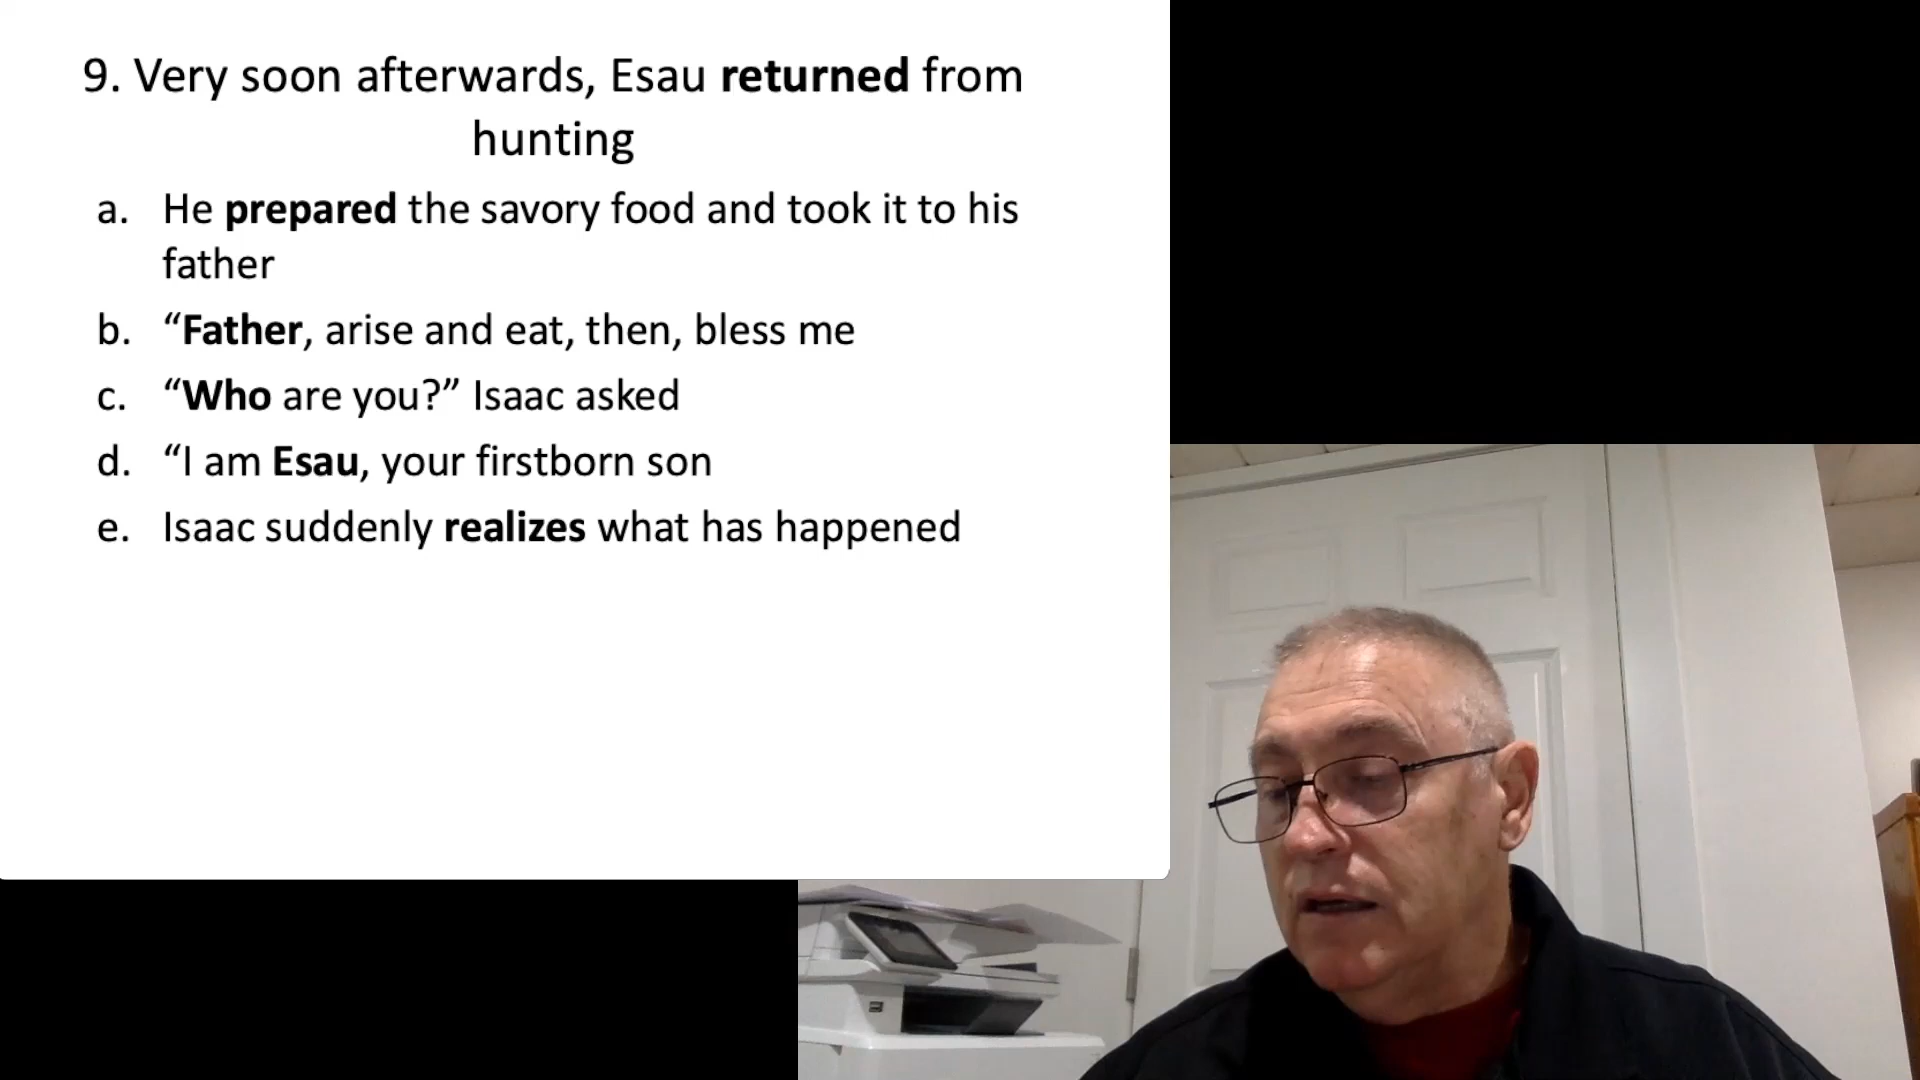 9. Very soon afterwards, Esau returned from
hunting
a. He prepared the savory food and took it to his
father
b. “Father, arise and eat, then, bless me
c. “Who are you?” Isaac asked
d. “I am Esau, your firstborn son
e. Isaac suddenly realizes what has happened